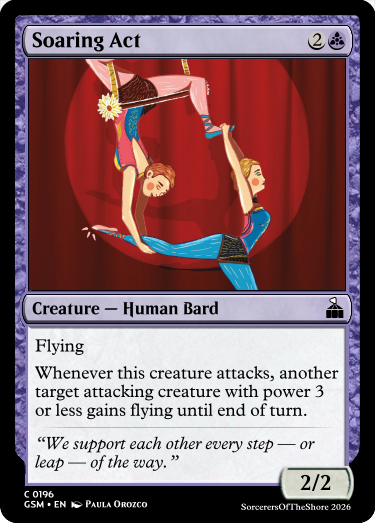 Soaring Act 2
Creature — Human Bard
Flying
Whenever this creature attacks, another
target attacking creature with power 3
or less gains flying until end of turn.
“We support each other every step — or
leap — of the way.”
2/2
C 0196
GSM • EN Paula Orozco
SorcerersOfTheShore 2026